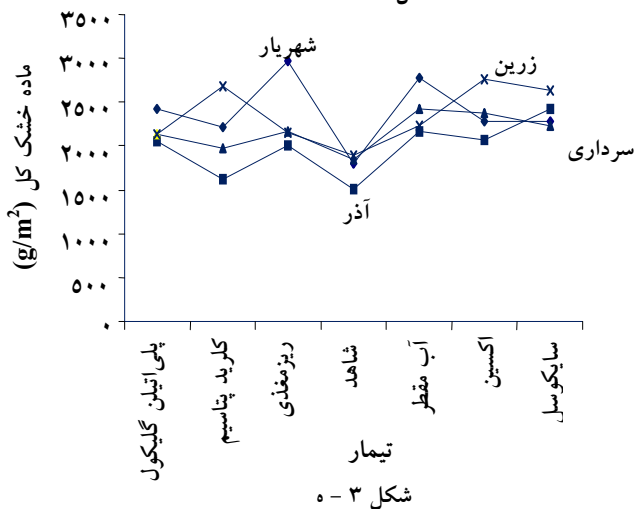 ۳۵۰۰
۳۰۰۰
۲۵۰۰
۲۰۰۰
۱۵۰۰
۱۰۰۰
۵۰۰
۰
ماده خشک کل (g/m²)
شهریار
زرین
سرداری
آذر
پلی‌اتیلن گلیکول
کلرید پتاسیم
ریزمغذی
شاهد
آب مقطر
اکسین
سایکوسل
تیمار
شکل ۳ - ه